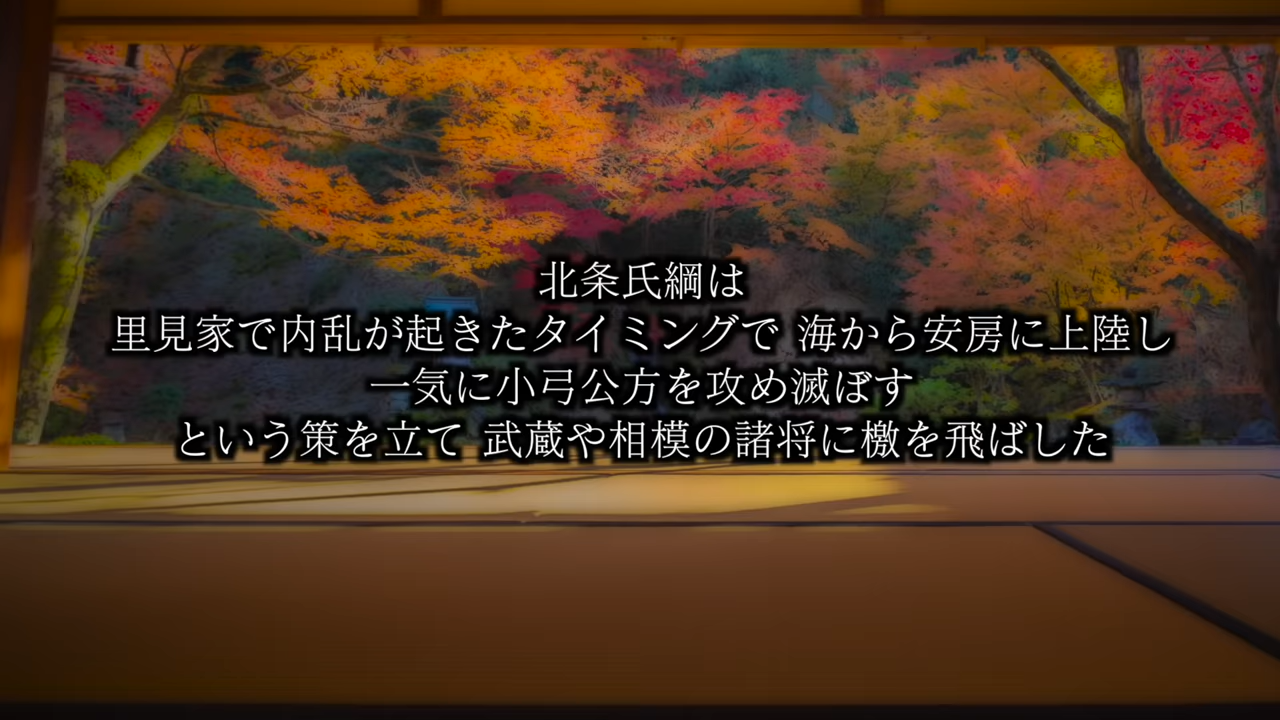 北条氏綱は
里見家で内乱が起きたタイミングで 海から安房に上陸し
一気に小弓公方を攻め滅ぼす
という策を立て 武蔵や相模の諸将に檄を飛ばした